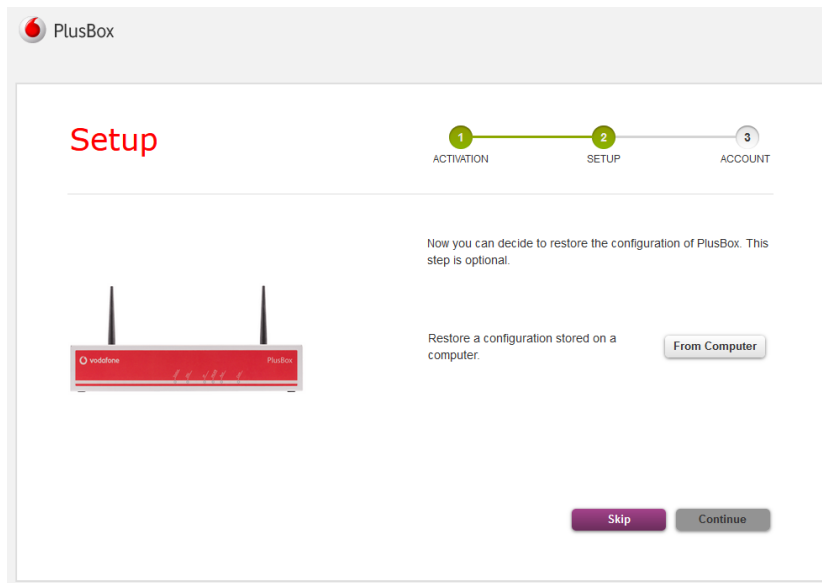 PlusBox
Setup
1 2 3
ACTIVATION SETUP ACCOUNT
Now you can decide to restore the configuration of PlusBox. This
step is optional.
vodafone PlusBox
Restore a configuration stored on a
computer.
From Computer
Skip Continue